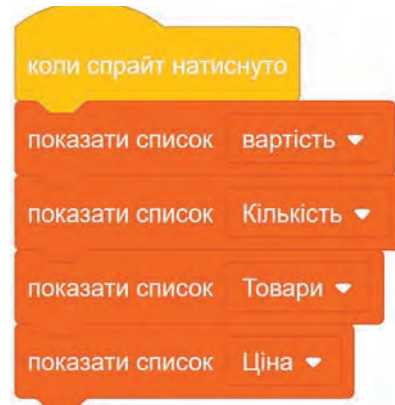 коли спрайт натиснуто
показати список вартість
показати список Кількість
показати список Товари
показати список Ціна